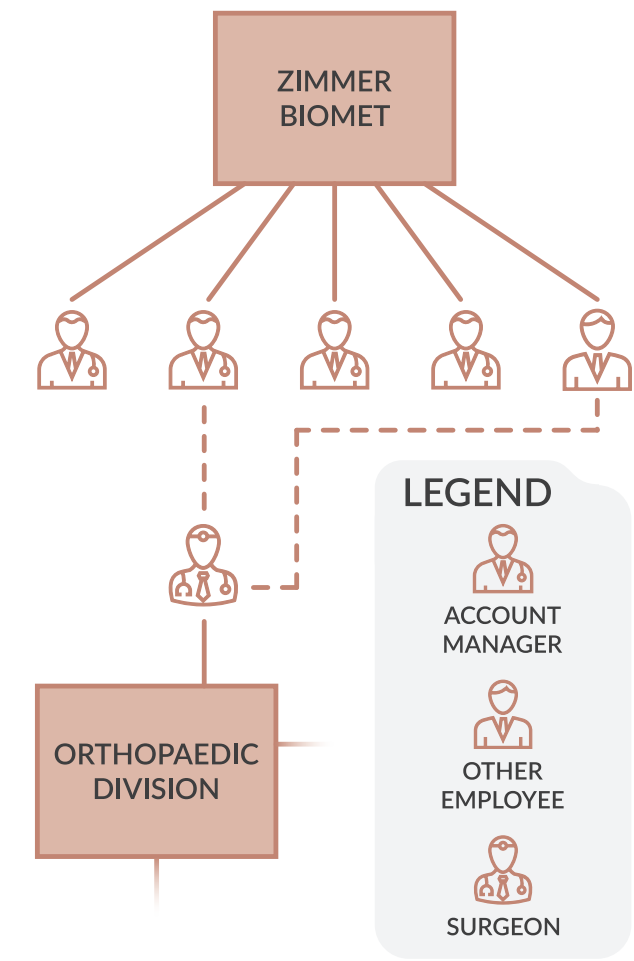 ZIMMER
BIOMET
LEGEND
ACCOUNT
MANAGER
OTHER
EMPLOYEE
SURGEON
ORTHOPAEDIC
DIVISION